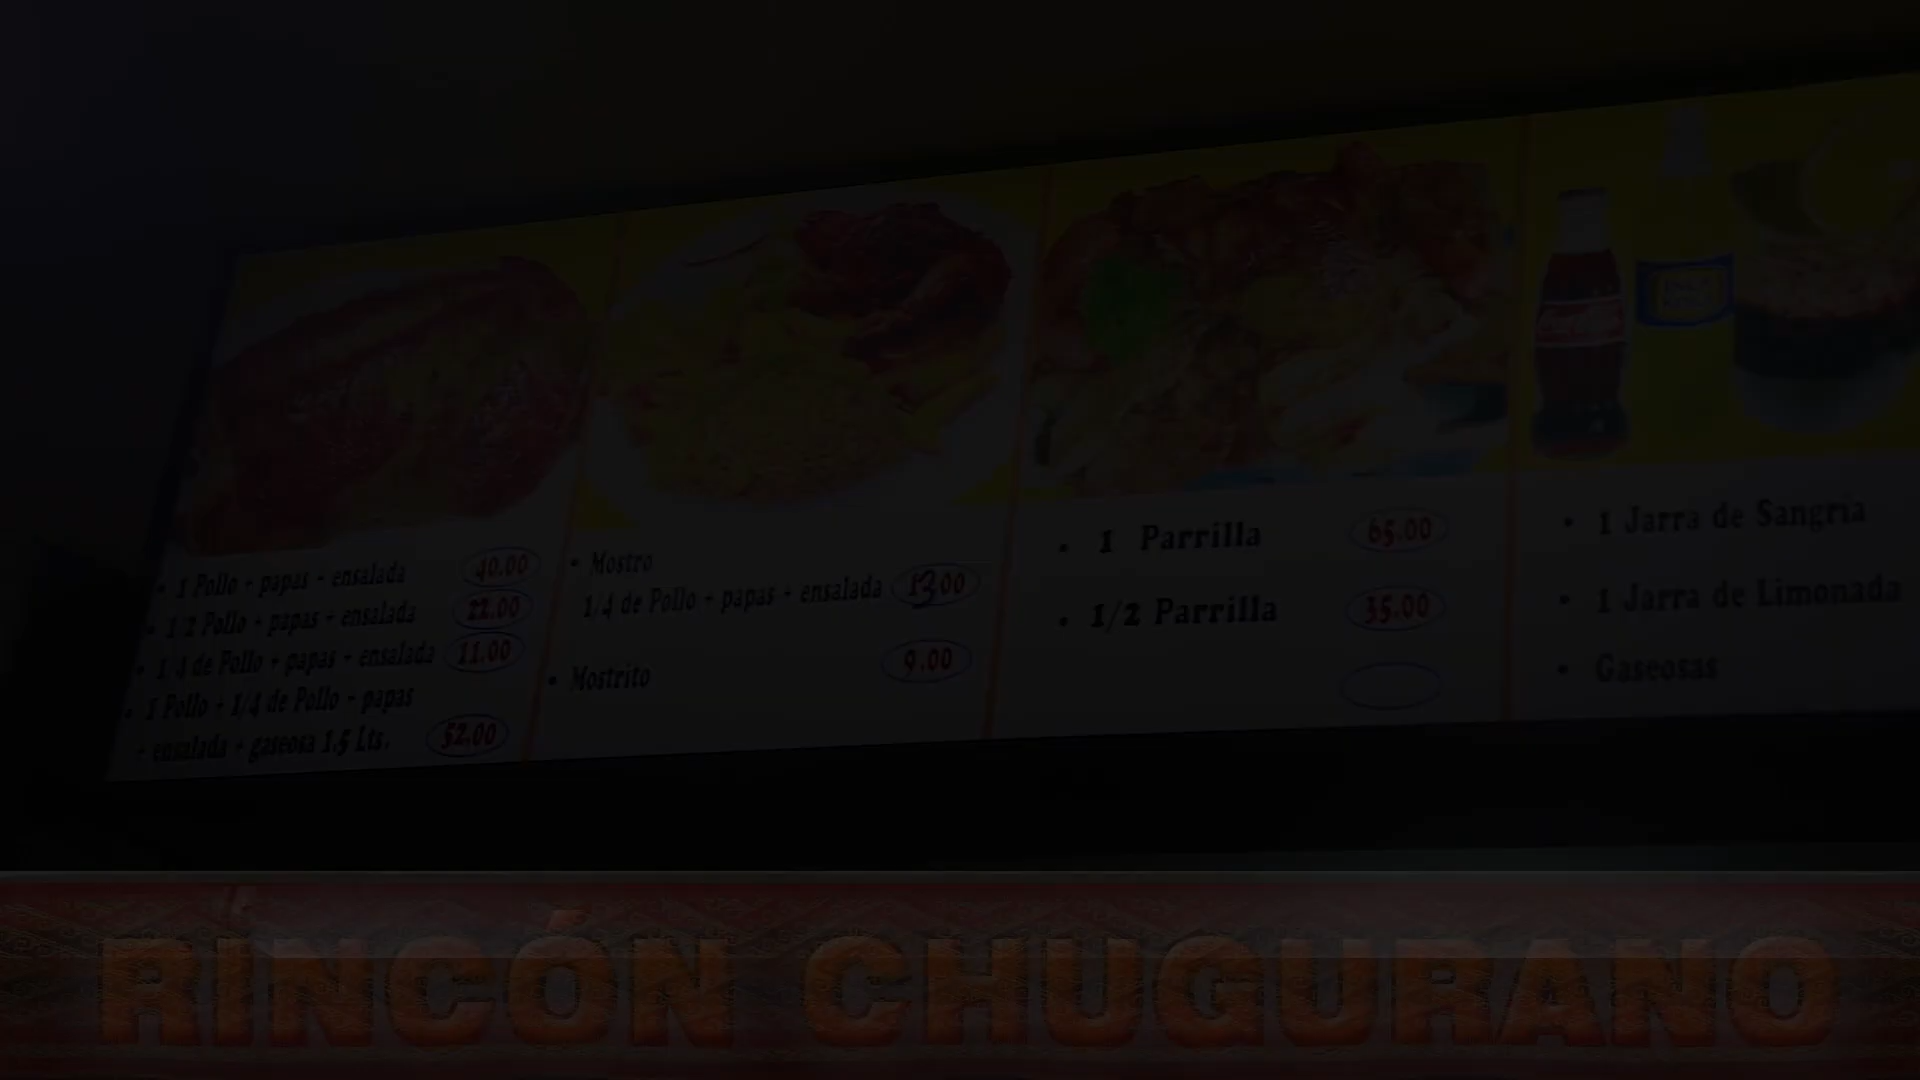 1 Pollo + papas + ensalada 40.00
1/2 Pollo + papas + ensalada 22.00
1/4 de Pollo + papas + ensalada 11.00
1 Pollo + 1/4 de Pollo + papas
+ ensalada + gaseosa 1.5 Lts. 52.00
Mostro
1/4 de Pollo + papas + ensalada 13.00
Mostrito 9.00
1 Parrilla 65.00
1/2 Parrilla 35.00
1 Jarra de Sangria
1 Jarra de Limonada
Gaseosas
RINCÓN CHUGURANO